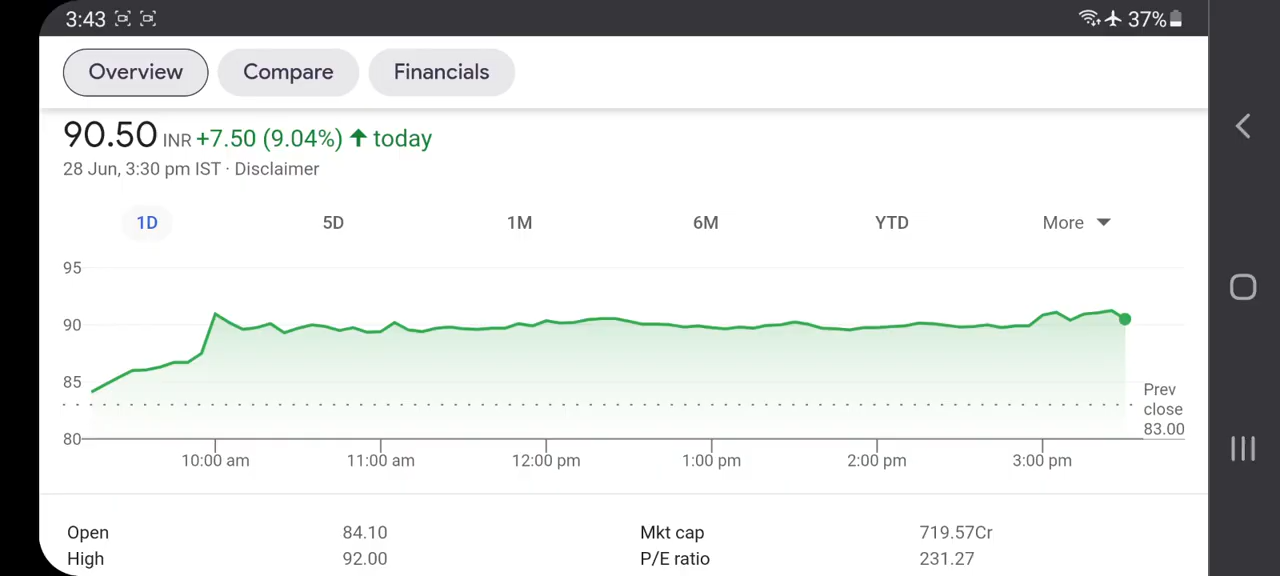 3:43 37%
Overview Compare Financials
90.50 INR +7.50 (9.04%) ↑ today
28 Jun, 3:30 pm IST · Disclaimer
1D 5D 1M 6M YTD More
95
90
85
Prev
close
83.00
80
10:00 am 11:00 am 12:00 pm 1:00 pm 2:00 pm 3:00 pm
Open 84.10 Mkt cap 719.57Cr
High 92.00 P/E ratio 231.27